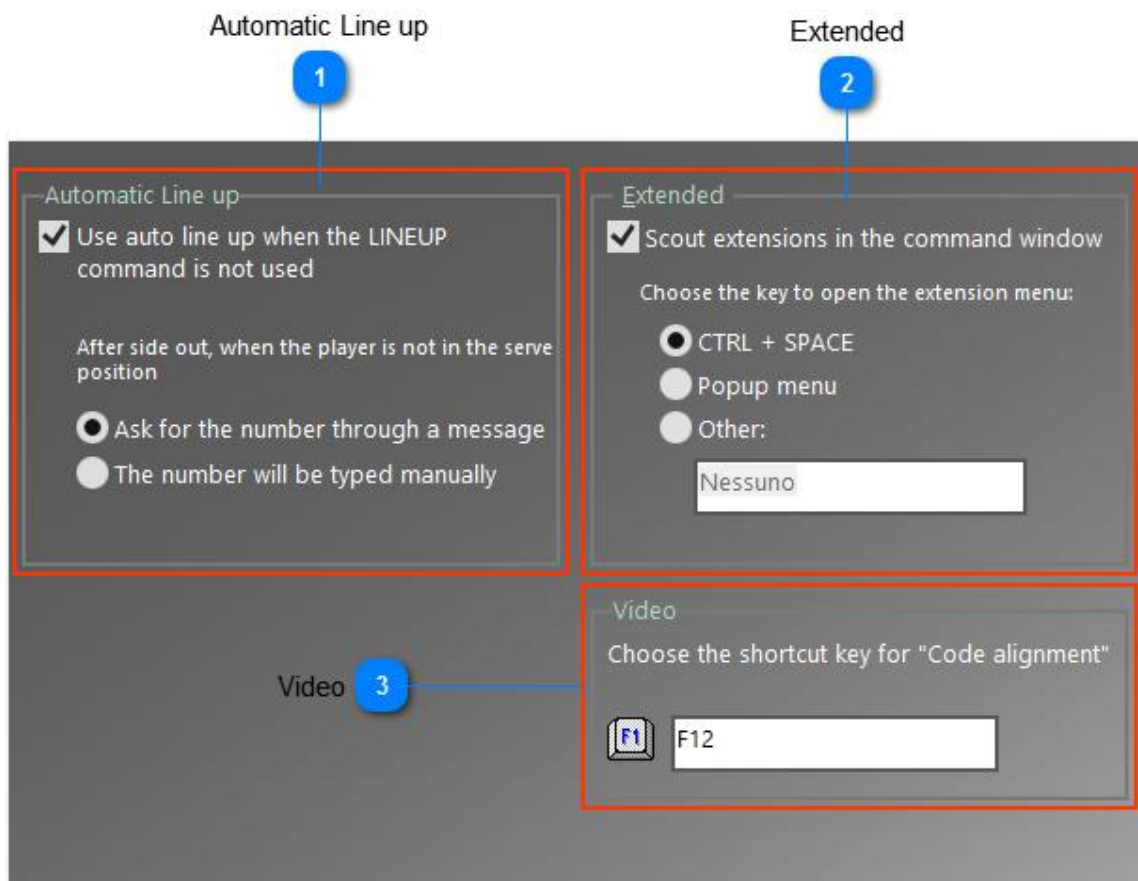 Automatic Line up
Extended
1
2
Automatic Line up
Use auto line up when the LINEUP
command is not used
After side out, when the player is not in the serve
position
Ask for the number through a message
The number will be typed manually
Extended
Scout extensions in the command window
Choose the key to open the extension menu:
CTRL + SPACE
Popup menu
Other:
Nessuno
Video
Choose the shortcut key for "Code alignment"
Video 3
F1
F12